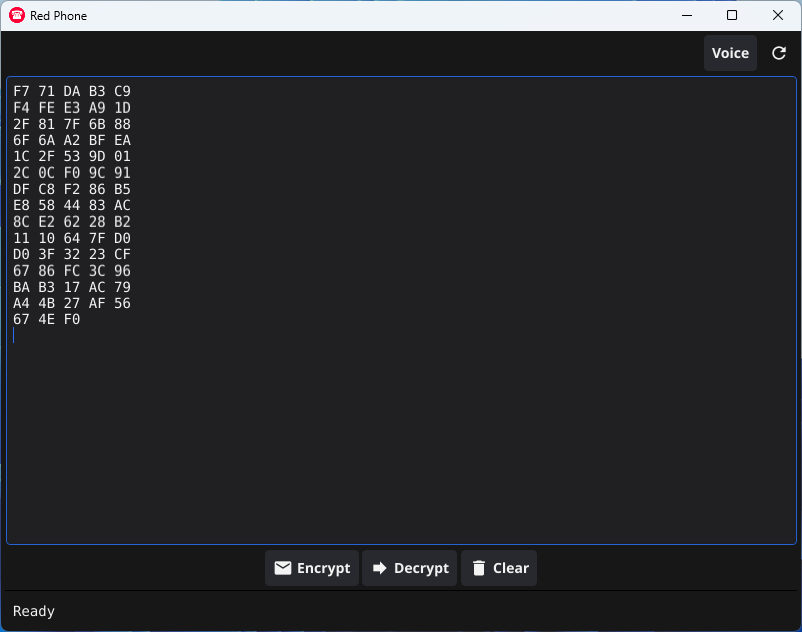 Red Phone
Voice
F7 71 DA B3 C9
F4 FE E3 A9 1D
2F 81 7F 6B 88
6F 6A A2 BF EA
1C 2F 53 9D 01
2C 0C F0 9C 91
DF C8 F2 86 B5
E8 58 44 83 AC
8C E2 62 28 B2
11 10 64 7F D0
D0 3F 32 23 CF
67 86 FC 3C 96
BA B3 17 AC 79
A4 4B 27 AF 56
67 4E F0
Encrypt Decrypt Clear
Ready